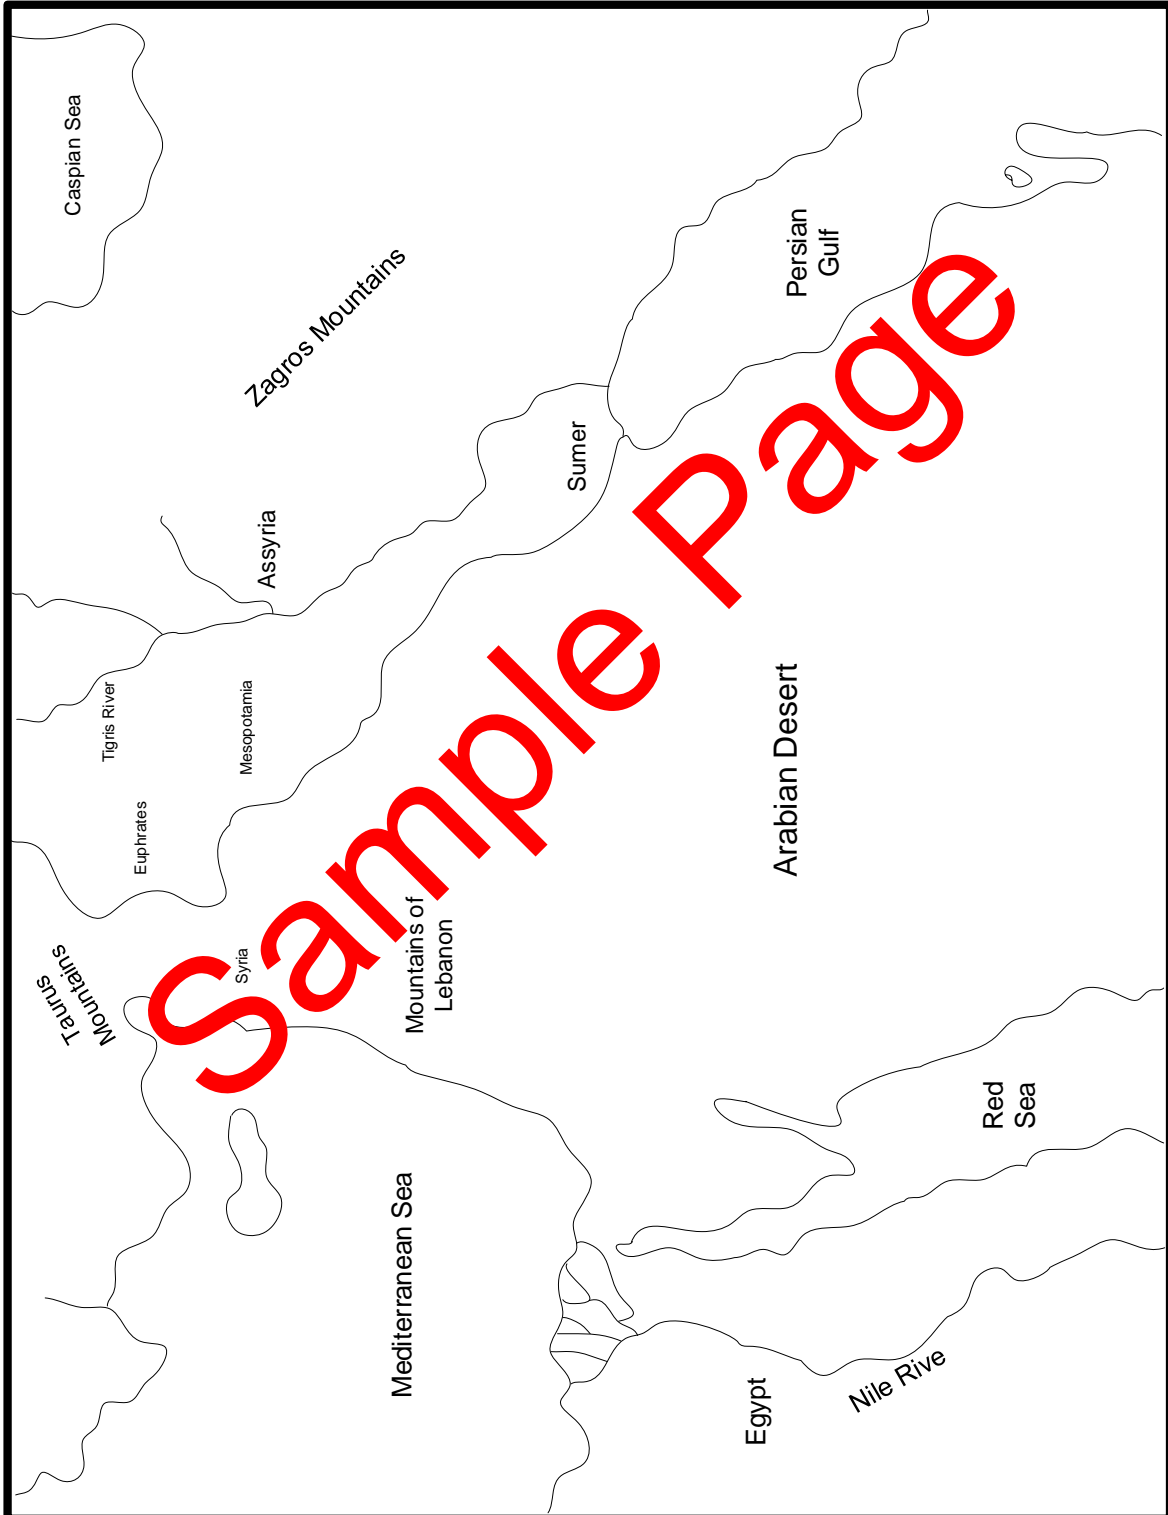 Caspian Sea
Zagros Mountains
Persian
Gulf
Sumer
Assyria
Tigris River
Mesopotamia
Euphrates
Taurus
Mountains
Syria
Mountains of
Lebanon
Arabian Desert
Mediterranean Sea
Red
Sea
Egypt
Nile Rive
Sample Page